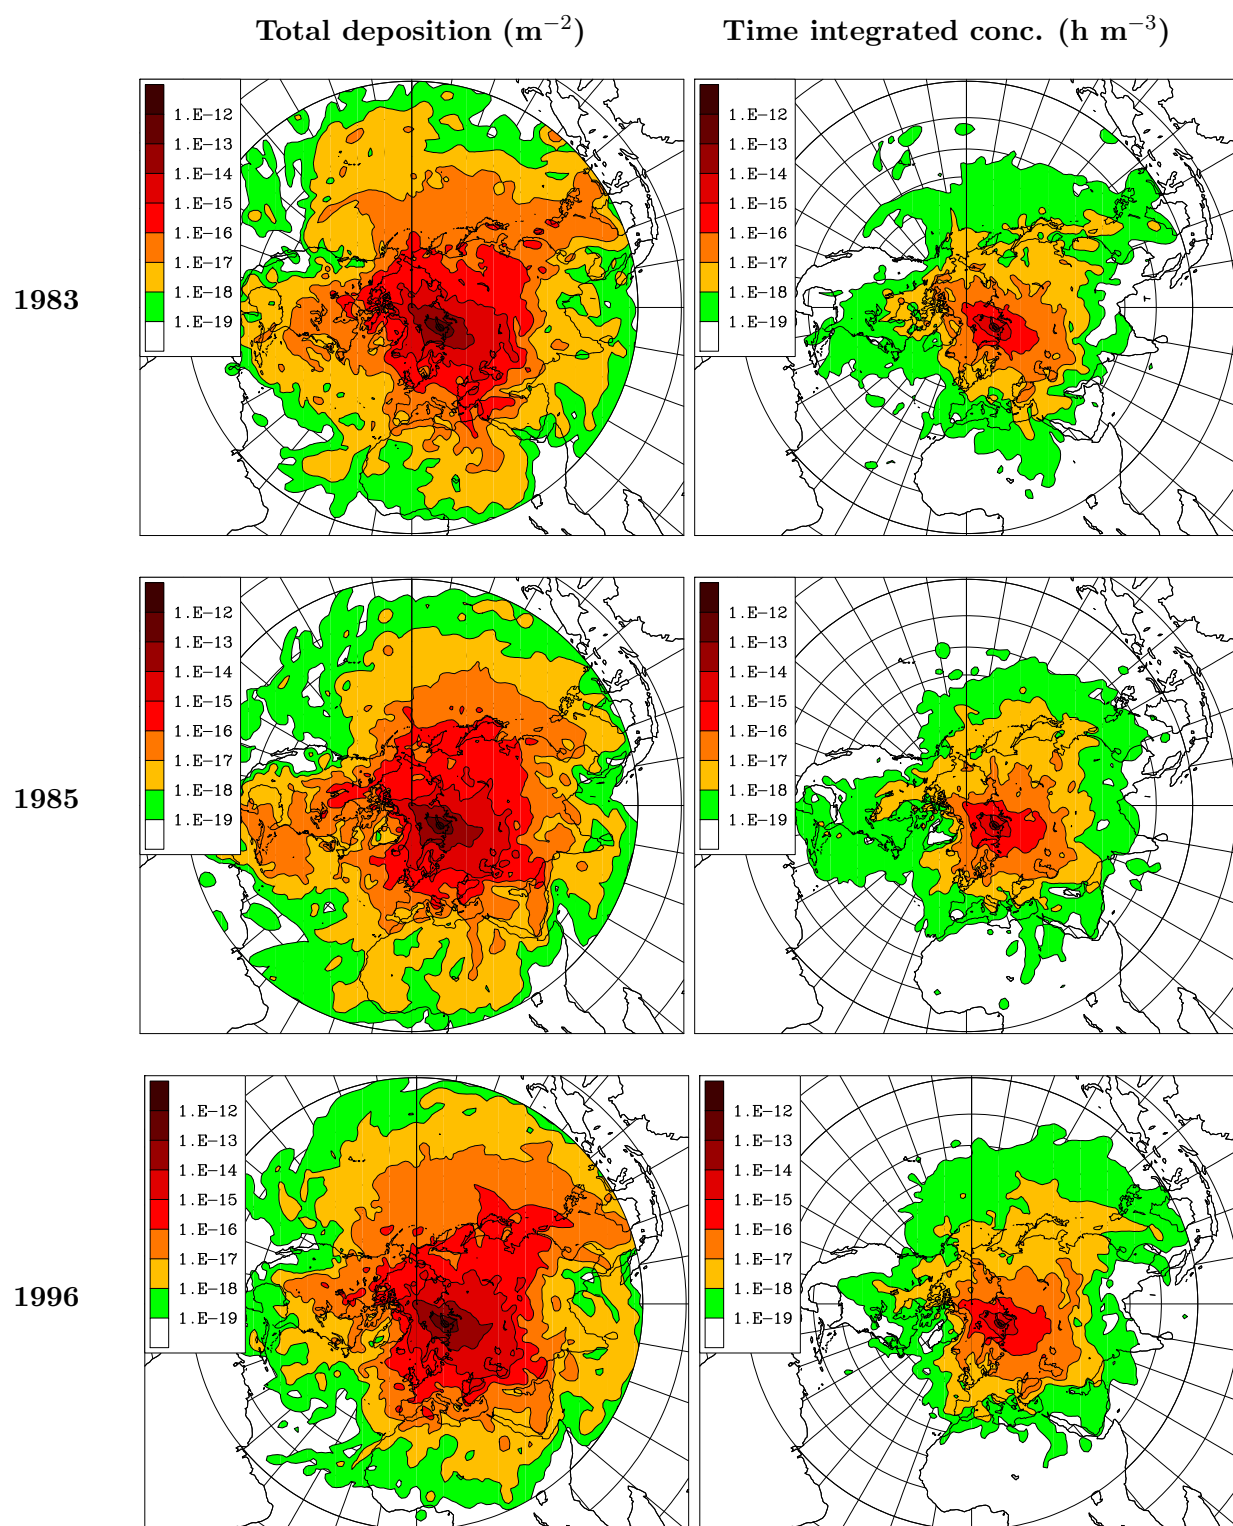 Total deposition (m⁻²) Time integrated conc. (h m⁻³)
1.E−12 1.E−12
1.E−13 1.E−13
1.E−14 1.E−14
1.E−15 1.E−15
1.E−16 1.E−16
1.E−17 1.E−17
1983
1.E−18 1.E−18
1.E−19 1.E−19
1.E−12 1.E−12
1.E−13 1.E−13
1.E−14 1.E−14
1.E−15 1.E−15
1.E−16 1.E−16
1.E−17 1.E−17
1985
1.E−18 1.E−18
1.E−19 1.E−19
1.E−12 1.E−12
1.E−13 1.E−13
1.E−14 1.E−14
1.E−15 1.E−15
1.E−16 1.E−16
1.E−17 1.E−17
1.E−18 1.E−18
1996
1.E−19 1.E−19